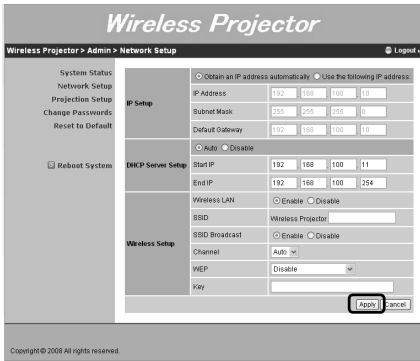 Wireless Projector
Wireless Projector > Admin > Network Setup
Logout
System Status
Network Setup
Projection Setup
Change Passwords
Reset to Default
Reboot System
IP Setup
Obtain an IP address automatically Use the following IP address:
IP Address 192 . 168 . 100 . 10
Subnet Mask 255 . 255 . 255 . 0
Default Gateway 192 . 168 . 100 . 10
DHCP Server Setup
Auto Disable
Start IP 192 . 168 . 100 . 11
End IP 192 . 168 . 100 . 254
Wireless Setup
Wireless LAN Enable Disable
SSID Wireless Projector
SSID Broadcast Enable Disable
Channel Auto
WEP Disable
Key
Apply Cancel
Copyright © 2008 All rights reserved.